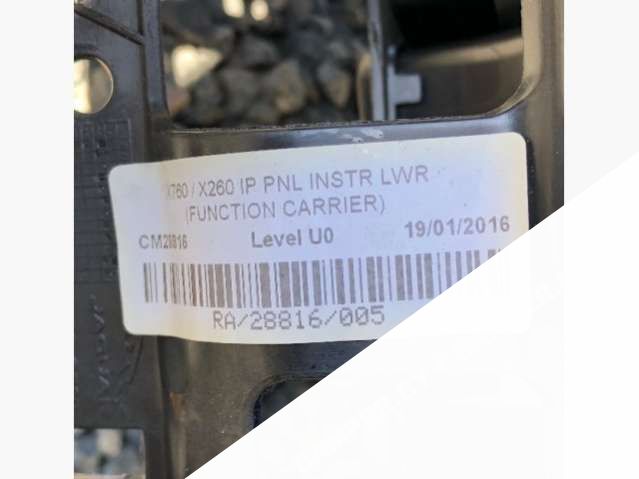 X760 / X260 IP PNL INSTR LWR
(FUNCTION CARRIER)
CM28816 Level U0 19/01/2016
RA/28816/005